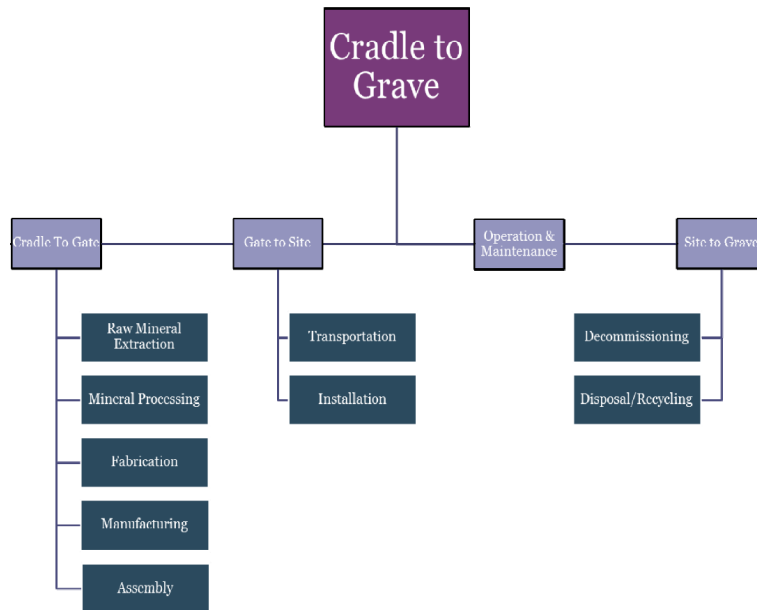 Cradle to
Grave
Cradle To Gate
Gate to Site
Operation &
Maintenance
Site to Grave
Raw Mineral
Extraction
Mineral Processing
Fabrication
Manufacturing
Assembly
Transportation
Installation
Decommissioning
Disposal/Recycling